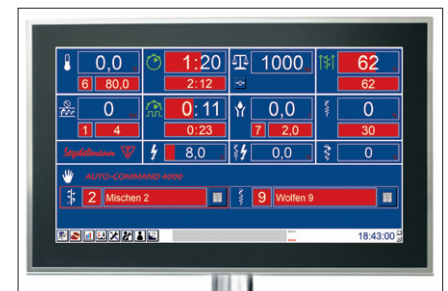 0,0 1:20 1000 62
6 80,0 2:12 62
0 0:11 0,0 0
1 4 0:23 7 2,0 30
Seydelmann 8,0 0,0 0
AUTO-COMMAND 4000
2 Mischen 2 9 Wolfen 9
18:43:00